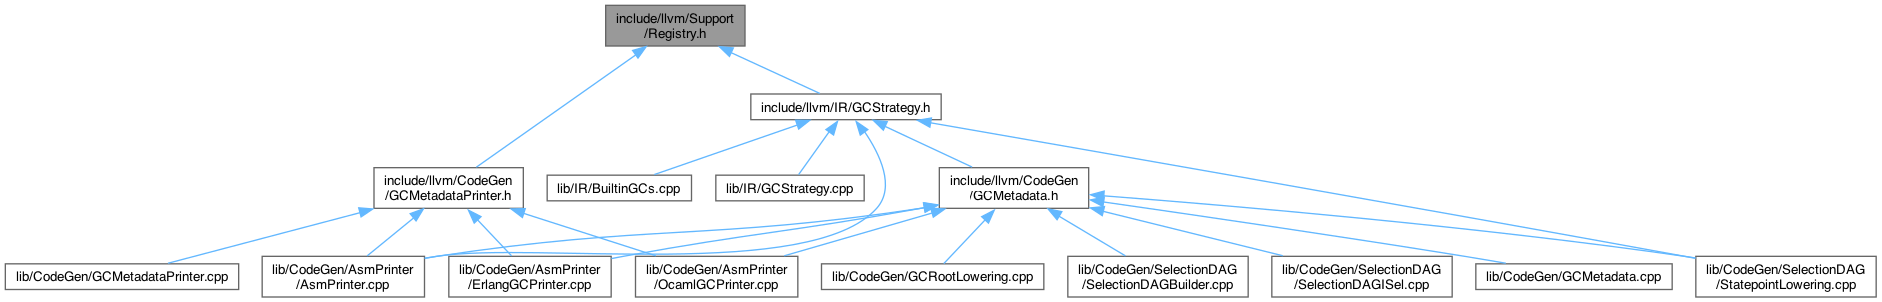 include/llvm/Support
/Registry.h
include/llvm/IR/GCStrategy.h
include/llvm/CodeGen
/GCMetadataPrinter.h
lib/IR/BuiltinGCs.cpp
lib/IR/GCStrategy.cpp
include/llvm/CodeGen
/GCMetadata.h
lib/CodeGen/GCMetadataPrinter.cpp
lib/CodeGen/AsmPrinter
/AsmPrinter.cpp
lib/CodeGen/AsmPrinter
/ErlangGCPrinter.cpp
lib/CodeGen/AsmPrinter
/OcamlGCPrinter.cpp
lib/CodeGen/GCRootLowering.cpp
lib/CodeGen/SelectionDAG
/SelectionDAGBuilder.cpp
lib/CodeGen/SelectionDAG
/SelectionDAGISel.cpp
lib/CodeGen/GCMetadata.cpp
lib/CodeGen/SelectionDAG
/StatepointLowering.cpp